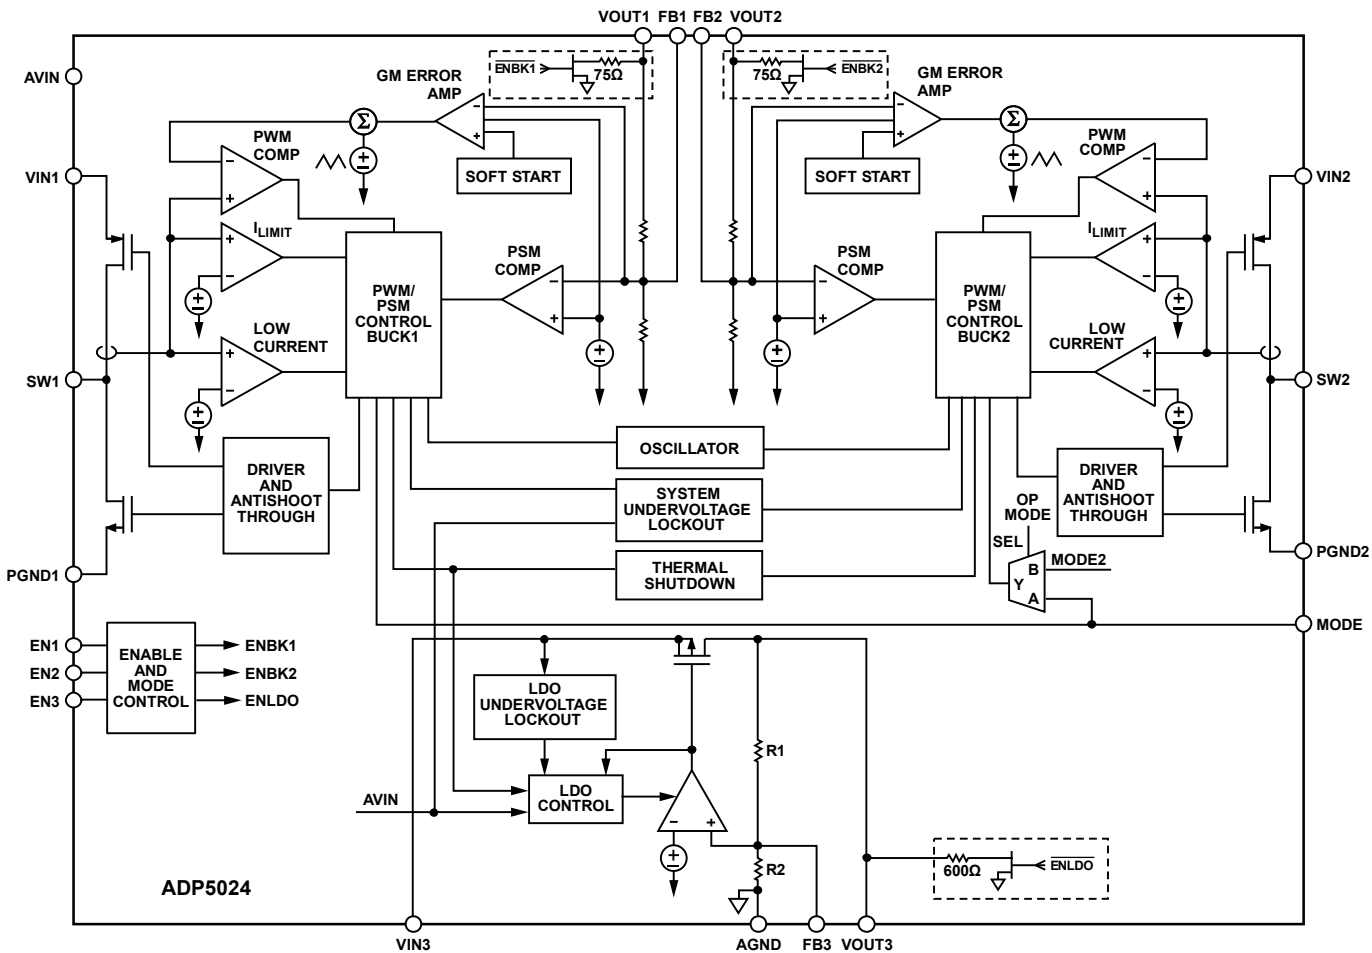 VOUT1 FB1 FB2 VOUT2
AVIN
ENBK1
75Ω
75Ω
ENBK2
GM ERROR
AMP
GM ERROR
AMP
Σ
Σ
PWM
COMP
PWM
COMP
SOFT START
SOFT START
VIN1
VIN2
ILIMIT
ILIMIT
PSM
COMP
PSM
COMP
PWM/
PSM
CONTROL
BUCK1
PWM/
PSM
CONTROL
BUCK2
LOW
CURRENT
LOW
CURRENT
SW1
SW2
OSCILLATOR
DRIVER
AND
ANTISHOOT
THROUGH
SYSTEM
UNDERVOLTAGE
LOCKOUT
DRIVER
AND
ANTISHOOT
THROUGH
OP
MODE
SEL
B
Y
A
MODE2
PGND1
PGND2
THERMAL
SHUTDOWN
MODE
EN1
EN2
EN3
ENABLE
AND
MODE
CONTROL
ENBK1
ENBK2
ENLDO
LDO
UNDERVOLTAGE
LOCKOUT
R1
AVIN
LDO
CONTROL
R2
600Ω
ENLDO
ADP5024
VIN3
AGND
FB3
VOUT3